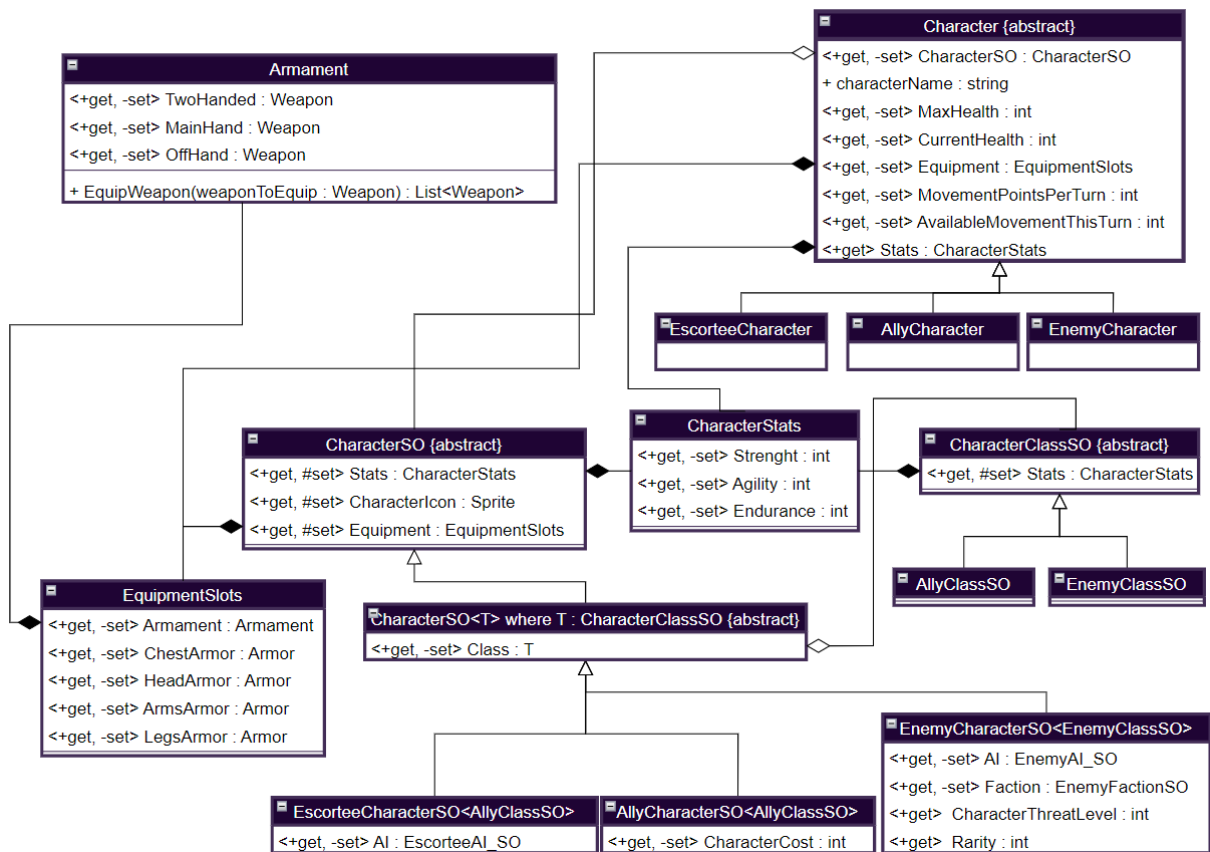 Character {abstract}
<+get, -set> CharacterSO : CharacterSO
+ characterName : string
<+get, -set> MaxHealth : int
<+get, -set> CurrentHealth : int
<+get, -set> Equipment : EquipmentSlots
<+get, -set> MovementPointsPerTurn : int
<+get, -set> AvailableMovementThisTurn : int
<+get> Stats : CharacterStats
Armament
<+get, -set> TwoHanded : Weapon
<+get, -set> MainHand : Weapon
<+get, -set> OffHand : Weapon
+ EquipWeapon(weaponToEquip : Weapon) : List<Weapon>
EscorteeCharacter
AllyCharacter
EnemyCharacter
CharacterSO {abstract}
<+get, #set> Stats : CharacterStats
<+get, #set> CharacterIcon : Sprite
<+get, #set> Equipment : EquipmentSlots
CharacterStats
<+get, -set> Strenght : int
<+get, -set> Agility : int
<+get, -set> Endurance : int
CharacterClassSO {abstract}
<+get, #set> Stats : CharacterStats
AllyClassSO
EnemyClassSO
EquipmentSlots
<+get, -set> Armament : Armament
<+get, -set> ChestArmor : Armor
<+get, -set> HeadArmor : Armor
<+get, -set> ArmsArmor : Armor
<+get, -set> LegsArmor : Armor
CharacterSO<T> where T : CharacterClassSO {abstract}
<+get, -set> Class : T
EscorteeCharacterSO<AllyClassSO>
<+get, -set> AI : EscorteeAI_SO
AllyCharacterSO<AllyClassSO>
<+get, -set> CharacterCost : int
EnemyCharacterSO<EnemyClassSO>
<+get, -set> AI : EnemyAI_SO
<+get, -set> Faction : EnemyFactionSO
<+get> CharacterThreatLevel : int
<+get> Rarity : int